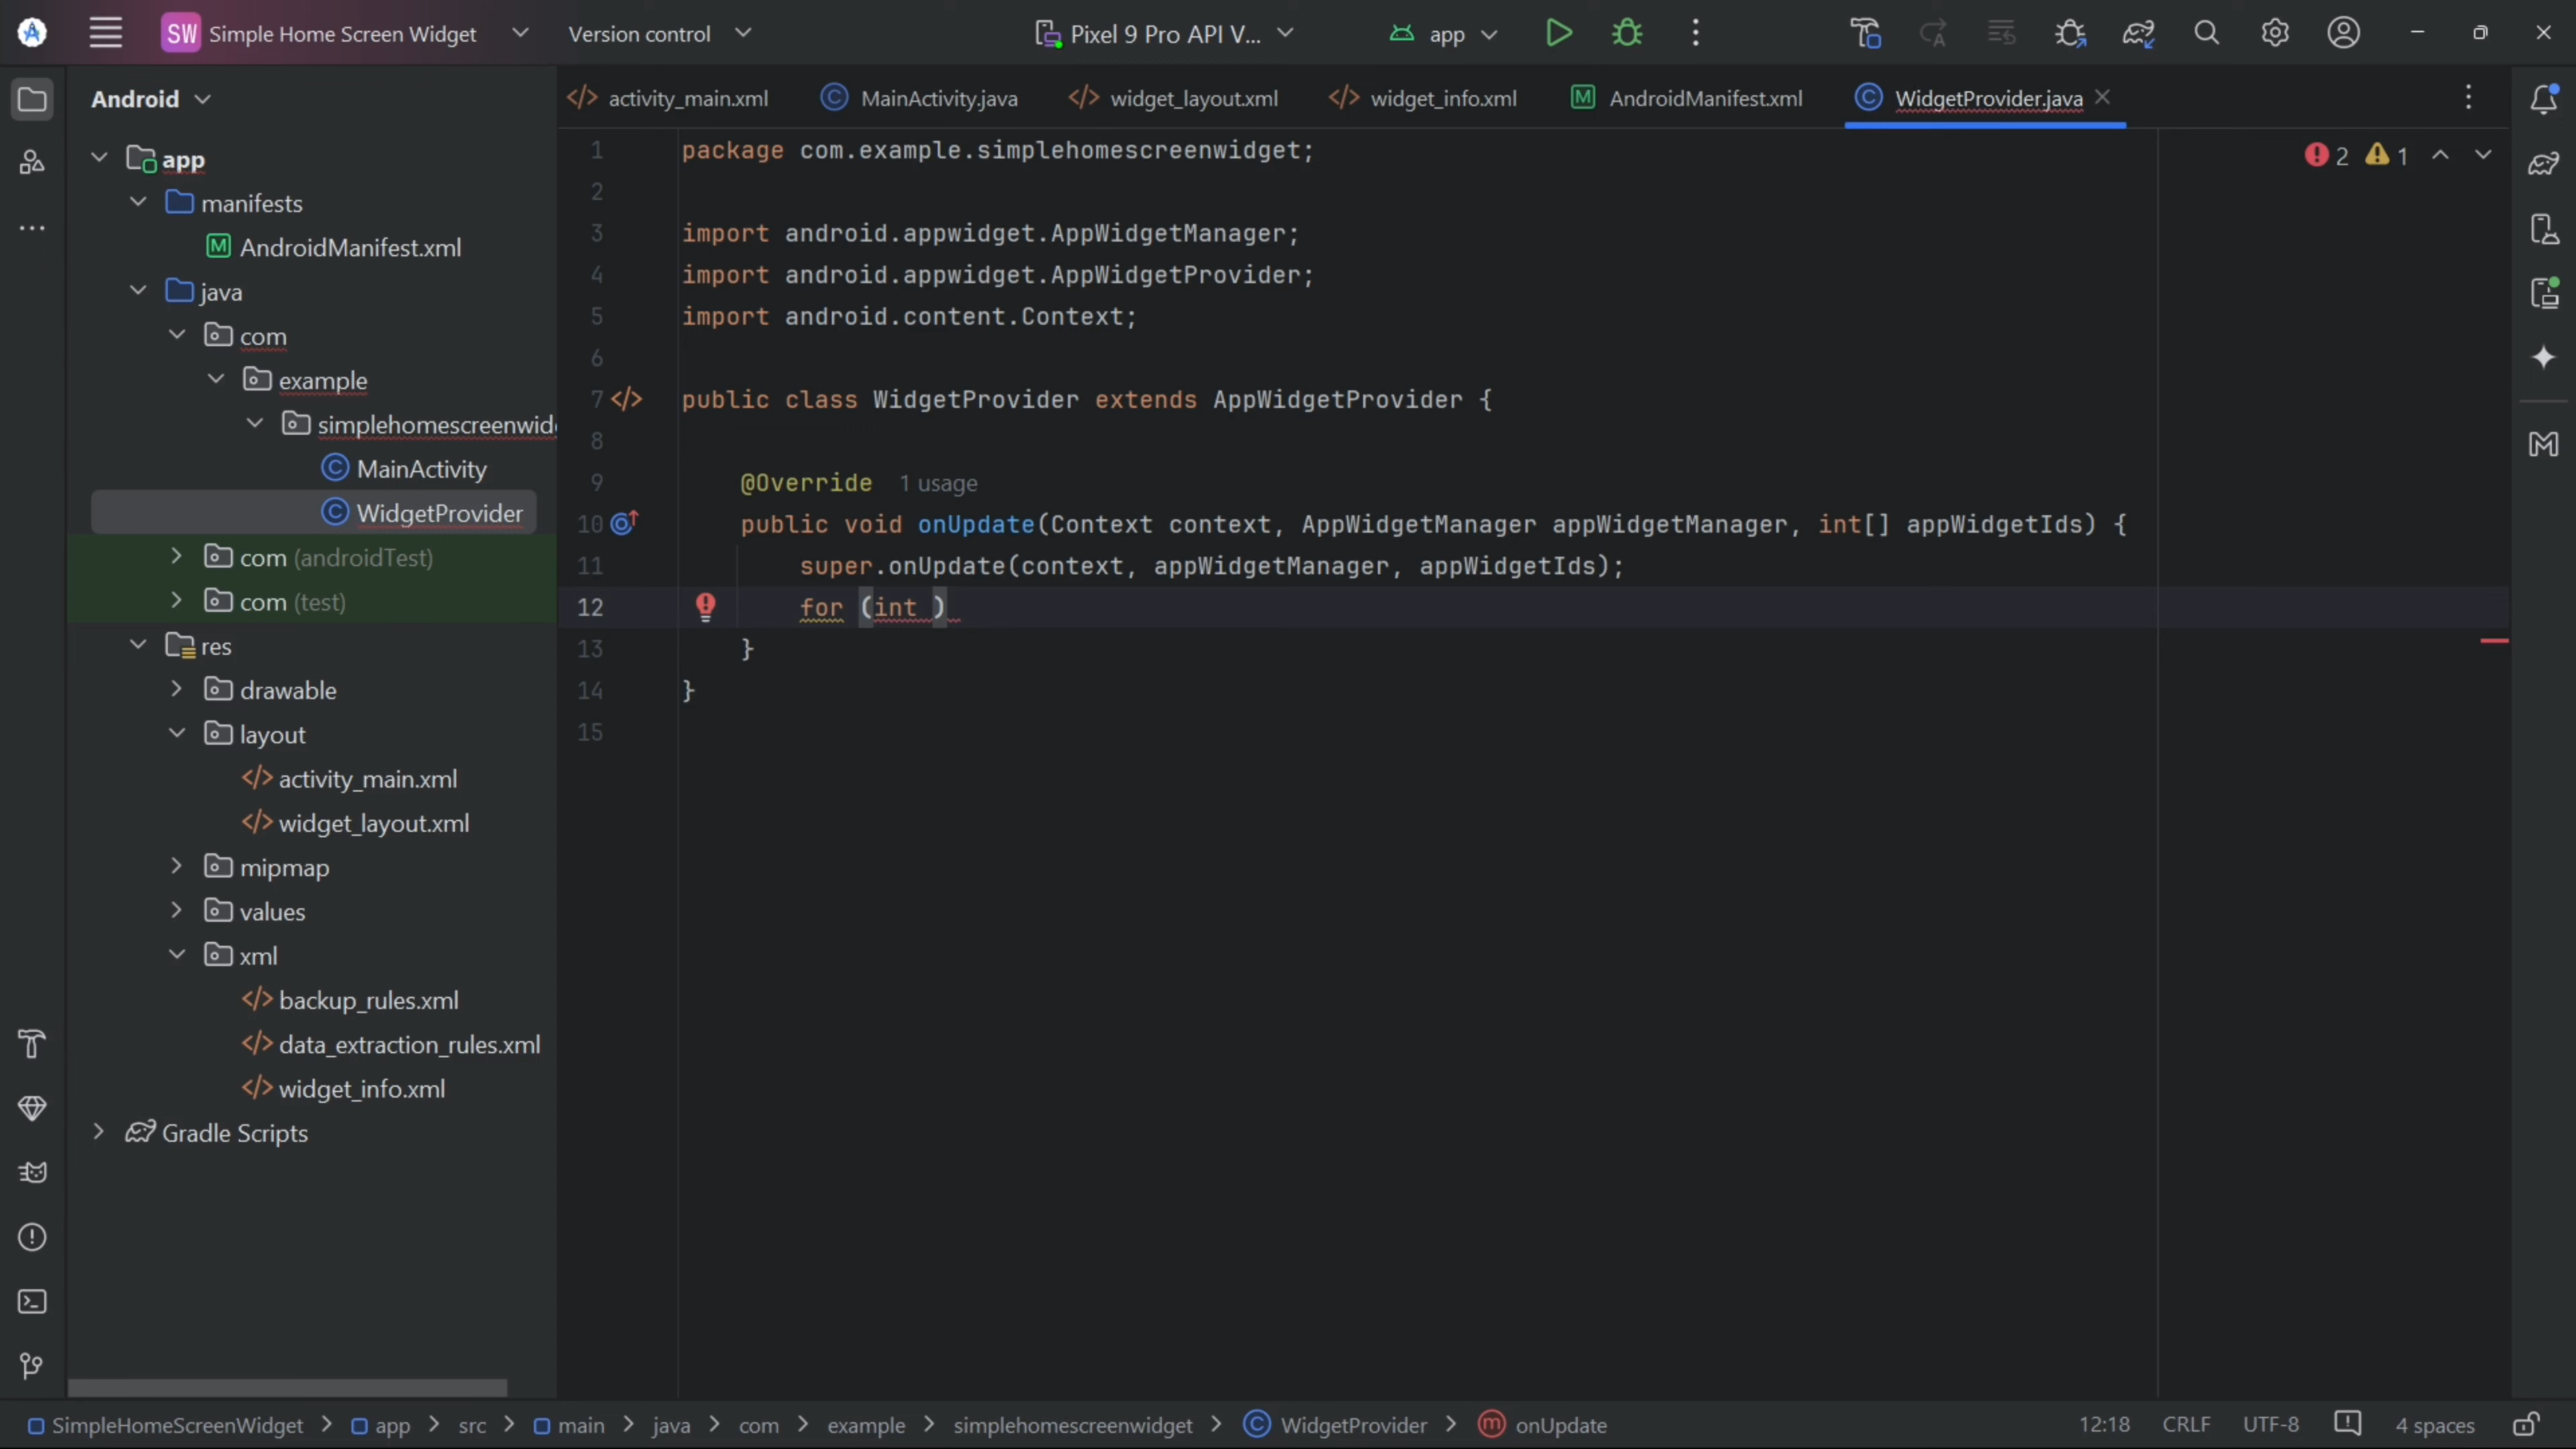 SW Simple Home Screen Widget
Version control
Pixel 9 Pro API V...
app
Android
activity_main.xml
MainActivity.java
widget_layout.xml
widget_info.xml
AndroidManifest.xml
WidgetProvider.java
app
manifests
AndroidManifest.xml
java
com
example
simplehomescreenwid
MainActivity
WidgetProvider
com (androidTest)
com (test)
res
drawable
layout
activity_main.xml
widget_layout.xml
mipmap
values
xml
backup_rules.xml
data_extraction_rules.xml
widget_info.xml
Gradle Scripts
2 1
1 package com.example.simplehomescreenwidget;
2
3 import android.appwidget.AppWidgetManager;
4 import android.appwidget.AppWidgetProvider;
5 import android.content.Context;
6
7 public class WidgetProvider extends AppWidgetProvider {
8
9 @Override 1 usage
10 public void onUpdate(Context context, AppWidgetManager appWidgetManager, int[] appWidgetIds) {
11 super.onUpdate(context, appWidgetManager, appWidgetIds);
12 for (int )
13 }
14 }
15
SimpleHomeScreenWidget > app > src > main > java > com > example > simplehomescreenwidget > WidgetProvider > onUpdate
12:18 CRLF UTF-8 4 spaces